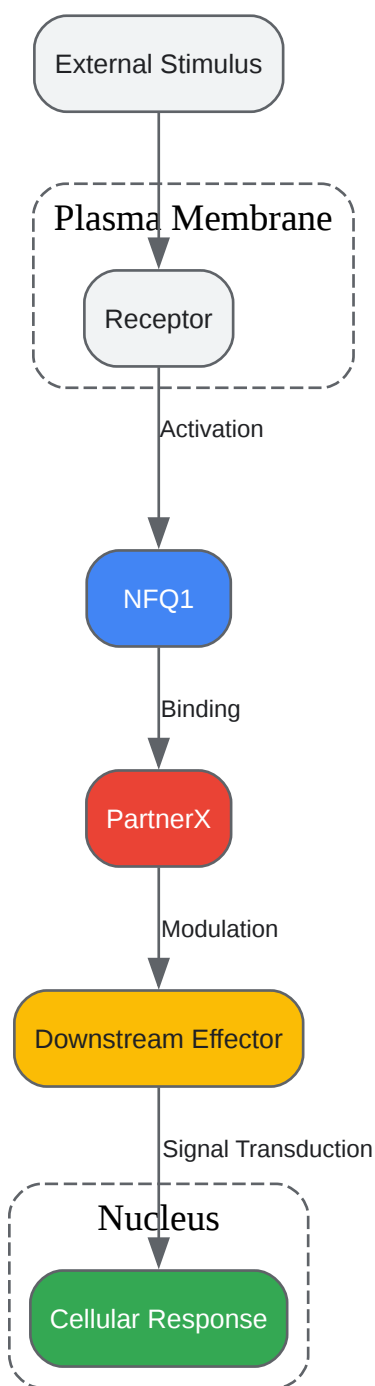 External Stimulus
Plasma Membrane
Receptor
Activation
NFQ1
Binding
PartnerX
Modulation
Downstream Effector
Signal Transduction
Nucleus
Cellular Response